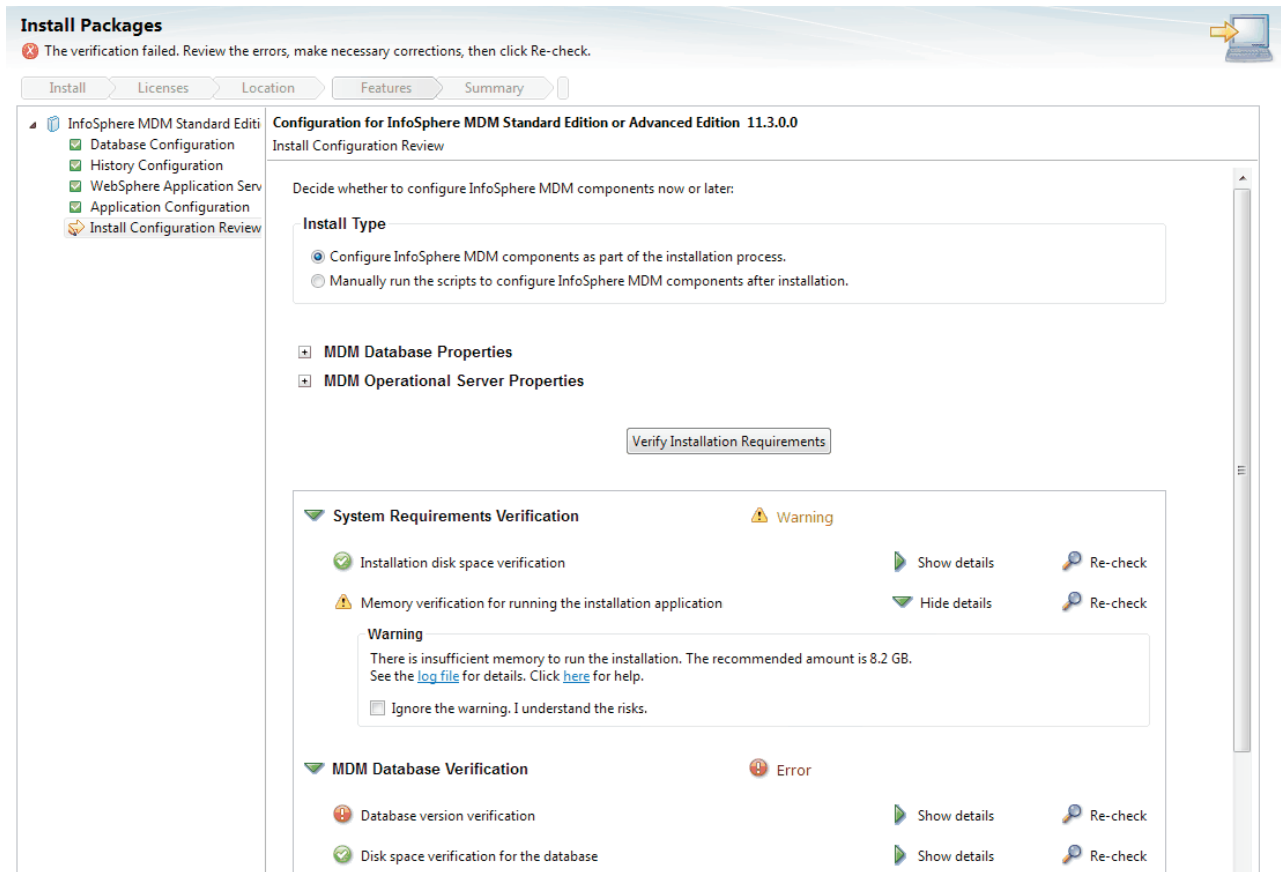 Install Packages
The verification failed. Review the errors, make necessary corrections, then click Re-check.
Install Licenses Location Features Summary
InfoSphere MDM Standard Editi
Database Configuration
History Configuration
WebSphere Application Serv
Application Configuration
Install Configuration Review
Configuration for InfoSphere MDM Standard Edition or Advanced Edition 11.3.0.0
Install Configuration Review
Decide whether to configure InfoSphere MDM components now or later:
Install Type
Configure InfoSphere MDM components as part of the installation process.
Manually run the scripts to configure InfoSphere MDM components after installation.
MDM Database Properties
MDM Operational Server Properties
Verify Installation Requirements
System Requirements Verification Warning
Installation disk space verification Show details Re-check
Memory verification for running the installation application Hide details Re-check
Warning
There is insufficient memory to run the installation. The recommended amount is 8.2 GB.
See the log file for details. Click here for help.
Ignore the warning. I understand the risks.
MDM Database Verification Error
Database version verification Show details Re-check
Disk space verification for the database Show details Re-check